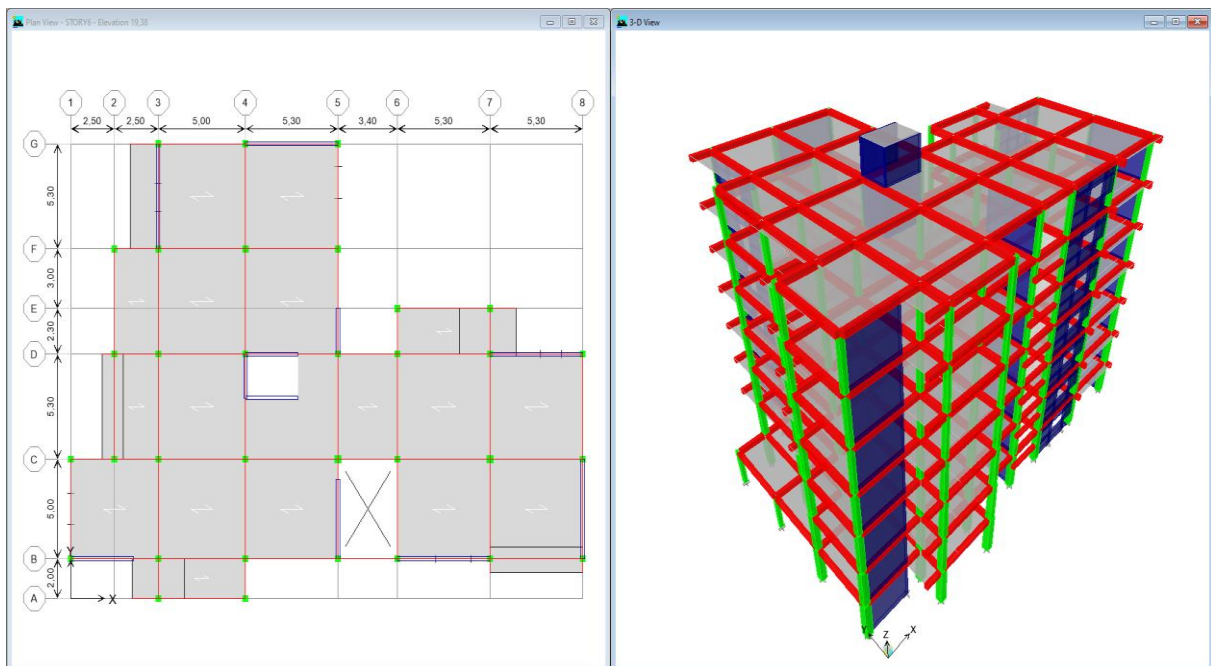 Plan View - STORY6 - Elevation 19,38
3-D View
1 2 3 4 5 6 7 8
2,50 2,50 5,00 5,30 3,40 5,30 5,30
G
5,30
F
3,00
E
2,30
D
5,30
C
5,00
B
2,00
A
Y
X
Y Z X